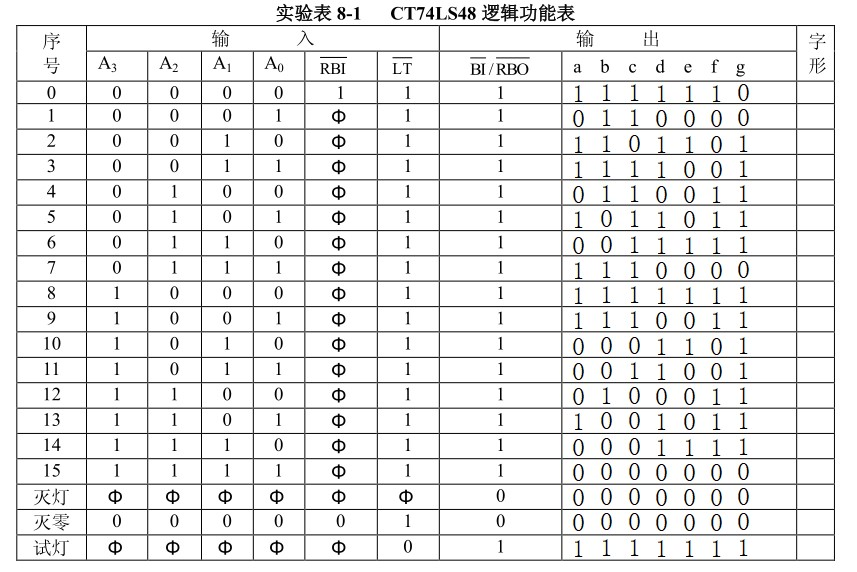 实验表 8-1 CT74LS48 逻辑功能表
序号 输 入 输 出 字形
A3 A2 A1 A0 RBI LT BI/RBO a b c d e f g
0 0 0 0 0 1 1 1 1 1 1 1 1 1 0
1 0 0 0 1 Φ 1 1 0 1 1 0 0 0 0
2 0 0 1 0 Φ 1 1 1 1 0 1 1 0 1
3 0 0 1 1 Φ 1 1 1 1 1 1 0 0 1
4 0 1 0 0 Φ 1 1 0 1 1 0 0 1 1
5 0 1 0 1 Φ 1 1 1 0 1 1 0 1 1
6 0 1 1 0 Φ 1 1 0 0 1 1 1 1 1
7 0 1 1 1 Φ 1 1 1 1 1 0 0 0 0
8 1 0 0 0 Φ 1 1 1 1 1 1 1 1 1
9 1 0 0 1 Φ 1 1 1 1 1 0 0 1 1
10 1 0 1 0 Φ 1 1 0 0 0 1 1 0 1
11 1 0 1 1 Φ 1 1 0 0 1 1 0 0 1
12 1 1 0 0 Φ 1 1 0 1 0 0 0 1 1
13 1 1 0 1 Φ 1 1 1 0 0 1 0 1 1
14 1 1 1 0 Φ 1 1 0 0 0 1 1 1 1
15 1 1 1 1 Φ 1 1 0 0 0 0 0 0 0
灭灯 Φ Φ Φ Φ Φ Φ 0 0 0 0 0 0 0 0
灭零 0 0 0 0 0 1 0 0 0 0 0 0 0 0
试灯 Φ Φ Φ Φ Φ 0 1 1 1 1 1 1 1 1